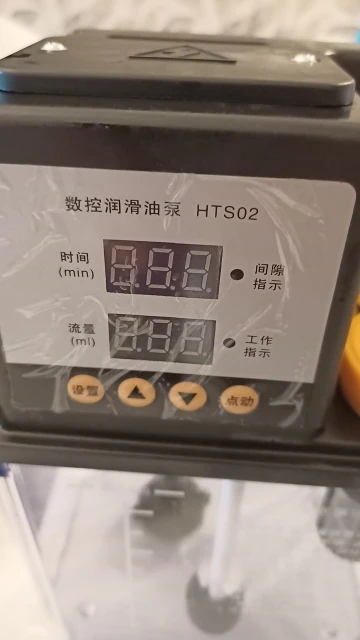 数控润滑油泵 HTS02
时间
(min)
间隙
指示
流量
(ml)
工作
指示
设置
点动